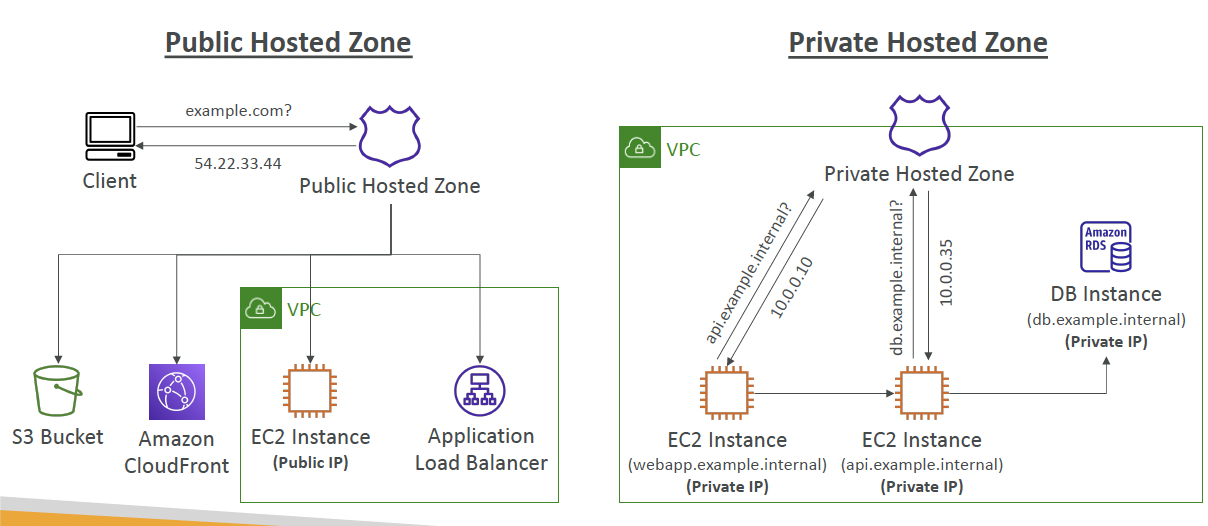 Public Hosted Zone
example.com?
54.22.33.44
Client
Public Hosted Zone
VPC
S3 Bucket
Amazon
CloudFront
EC2 Instance
(Public IP)
Application
Load Balancer
Private Hosted Zone
VPC
Private Hosted Zone
api.example.internal?
10.0.0.10
db.example.internal?
10.0.0.35
Amazon
RDS
DB Instance
(db.example.internal)
(Private IP)
EC2 Instance
(webapp.example.internal)
(Private IP)
EC2 Instance
(api.example.internal)
(Private IP)